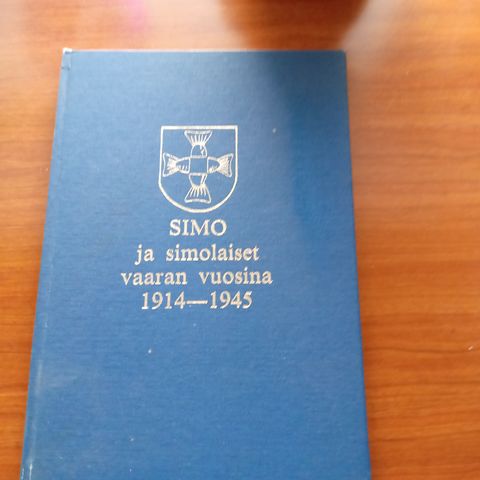 SIMO
ja simolaiset
vaaran vuosina
1914—1945